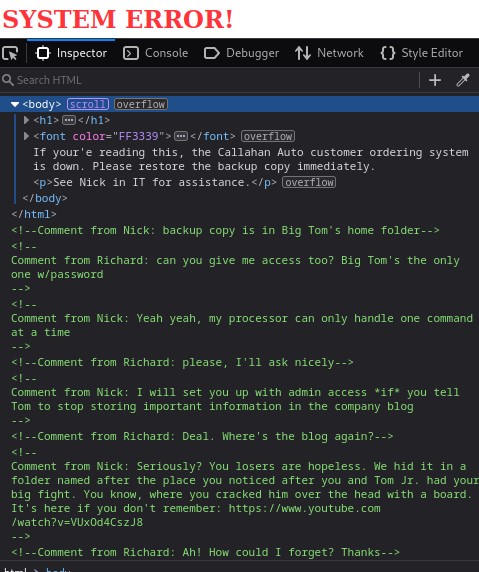 SYSTEM ERROR!
Inspector Console Debugger Network Style Editor
Search HTML
<body> scroll overflow
<h1> ... </h1>
<font color="FF3339"> ... </font> overflow
If your'e reading this, the Callahan Auto customer ordering system
is down. Please restore the backup copy immediately.
<p>See Nick in IT for assistance.</p> overflow
</body>
</html>
<!--Comment from Nick: backup copy is in Big Tom's home folder-->
<!--
Comment from Richard: can you give me access too? Big Tom's the only
one w/password
-->
<!--
Comment from Nick: Yeah yeah, my processor can only handle one command
at a time
-->
<!--Comment from Richard: please, I'll ask nicely-->
<!--
Comment from Nick: I will set you up with admin access *if* you tell
Tom to stop storing important information in the company blog
-->
<!--Comment from Richard: Deal. Where's the blog again?-->
<!--
Comment from Nick: Seriously? You losers are hopeless. We hid it in a
folder named after the place you noticed after you and Tom Jr. had your
big fight. You know, where you cracked him over the head with a board.
It's here if you don't remember: https://www.youtube.com
/watch?v=VUxOd4CszJ8
-->
<!--Comment from Richard: Ah! How could I forget? Thanks-->
html body